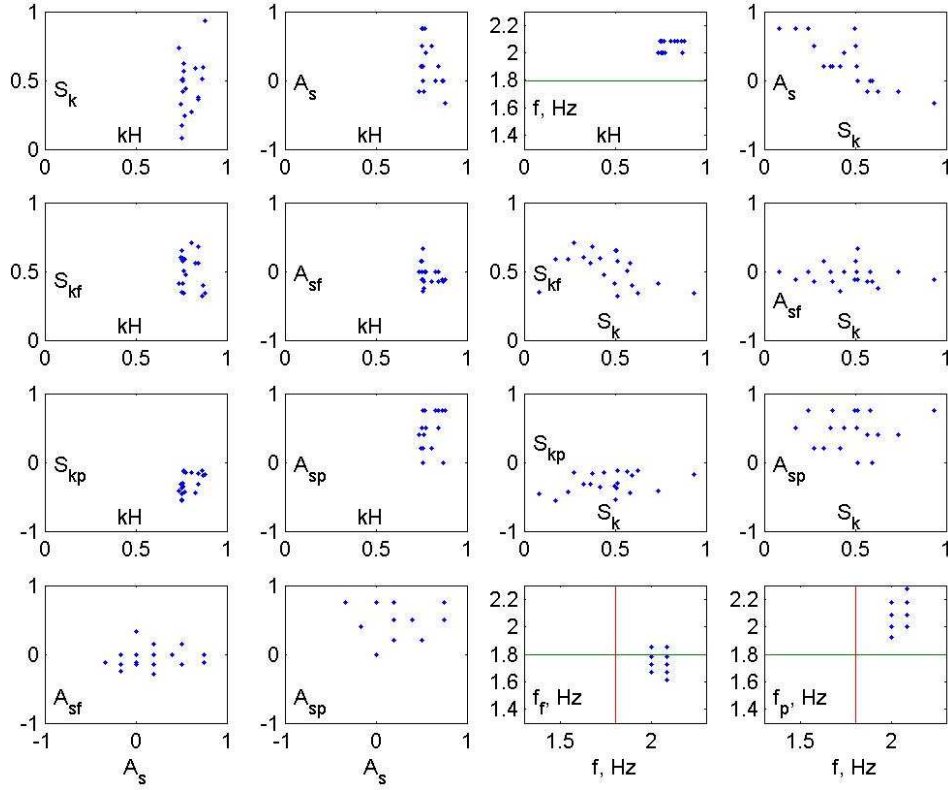 1
0.5
0
S_k
kH
0 0.5 1
1
0
-1
A_s
kH
0 0.5 1
2.2
2
1.8
1.6
1.4
f, Hz
kH
0 0.5 1
1
0
-1
A_s
S_k
0 0.5 1
1
0.5
0
S_kf
kH
0 0.5 1
1
0
-1
A_sf
kH
0 0.5 1
1
0.5
0
S_kf
S_k
0 0.5 1
1
0
-1
A_sf
S_k
0 0.5 1
1
0
-1
S_kp
kH
0 0.5 1
1
0
-1
A_sp
kH
0 0.5 1
1
0
-1
S_kp
S_k
0 0.5 1
1
0
-1
A_sp
S_k
0 0.5 1
1
0
-1
A_sf
-1 0 1
A_s
1
0
-1
A_sp
-1 0 1
A_s
2.2
2
1.8
1.6
1.4
f_f, Hz
1.5 2
f, Hz
2.2
2
1.8
1.6
1.4
f_p, Hz
1.5 2
f, Hz